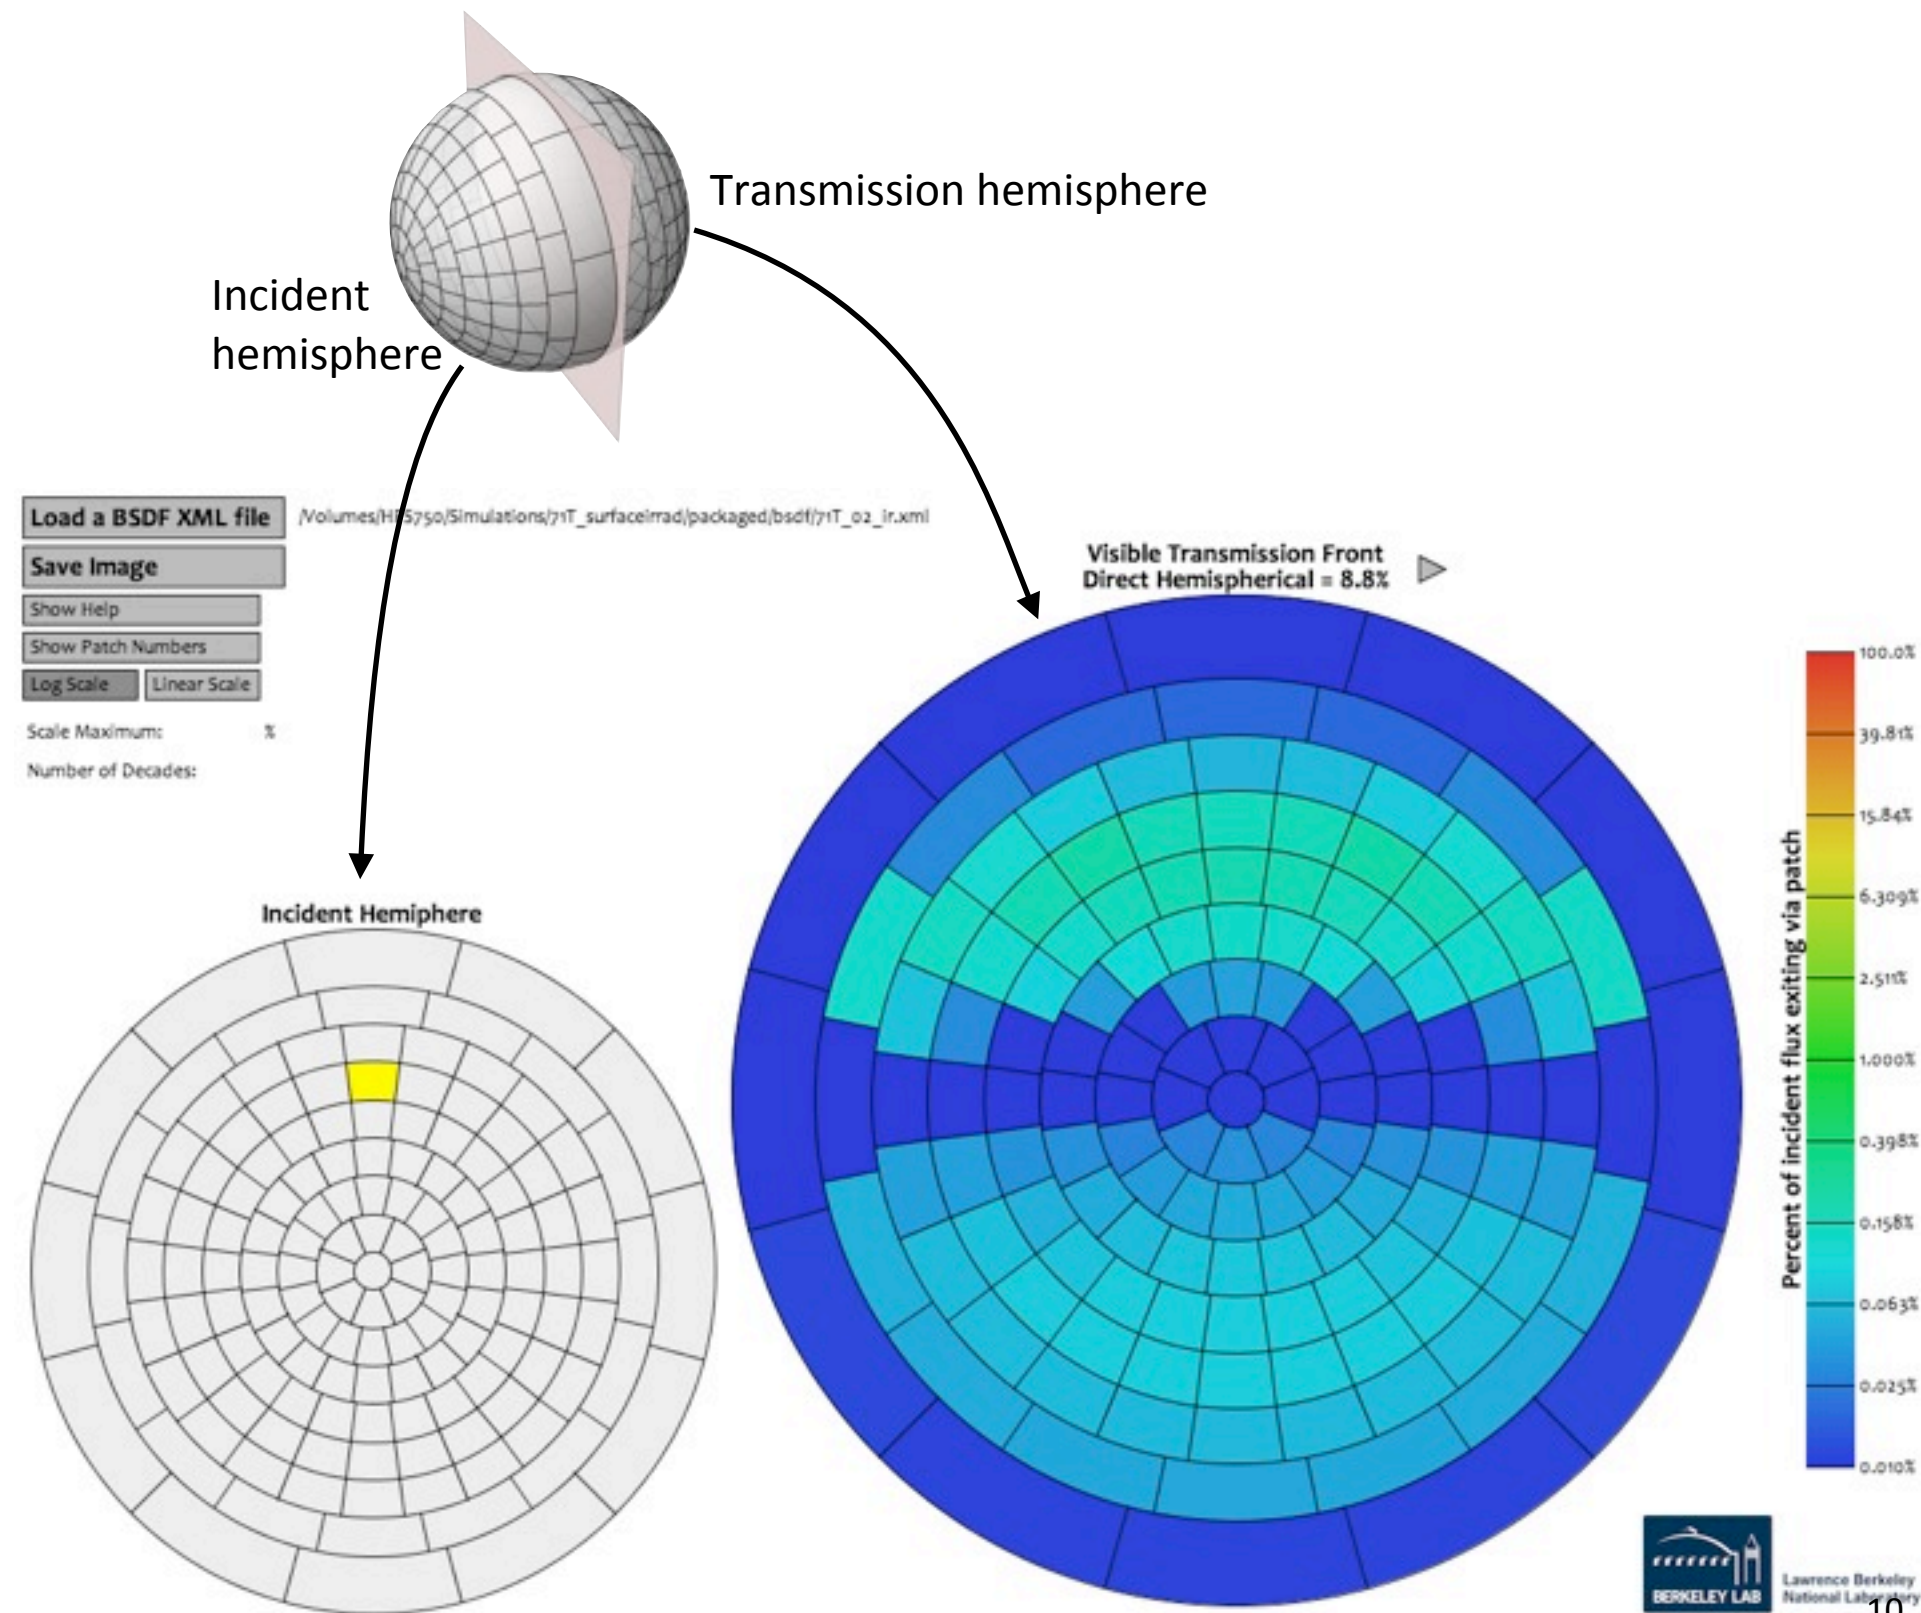 Transmission hemisphere
Incident
hemisphere
Load a BSDF XML file
Save Image
Show Help
Show Patch Numbers
Log Scale
Linear Scale
Scale Maximum: %
Number of Decades:
Visible Transmission Front
Direct Hemispherical = 8.8%
Incident Hemiphere
Percent of incident flux exiting via patch
100.0%
39.81%
15.84%
6.309%
2.511%
1.000%
0.398%
0.158%
0.063%
0.025%
0.010%
BERKELEY LAB
Lawrence Berkeley
National Laboratory
10